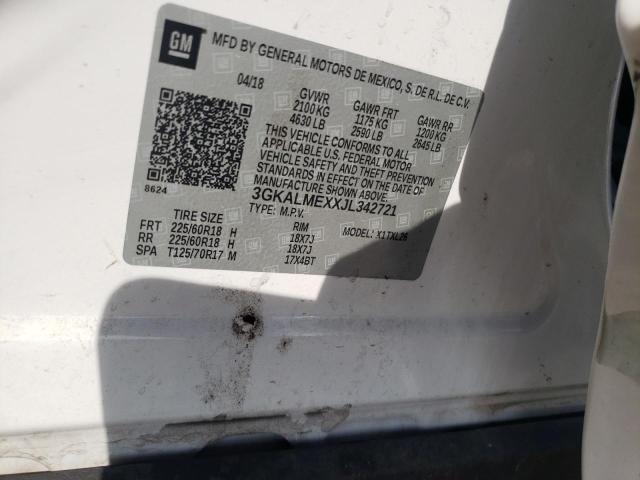 GM
MFD BY GENERAL MOTORS DE MEXICO, S. DE R.L. DE C.V.
04/18
GVWR GAWR FRT GAWR RR
2100 KG 1175 KG 1200 KG
4630 LB 2590 LB 2645 LB
THIS VEHICLE CONFORMS TO ALL
APPLICABLE U.S. FEDERAL MOTOR
VEHICLE SAFETY AND THEFT PREVENTION
STANDARDS IN EFFECT ON THE DATE OF
MANUFACTURE SHOWN ABOVE.
8624
3GKALMEXXJL342721
TYPE: M.P.V. MODEL: X1TXL26
TIRE SIZE RIM
FRT 225/60R18 H 18X7J
RR 225/60R18 H 18X7J
SPA T125/70R17 M 17X4BT